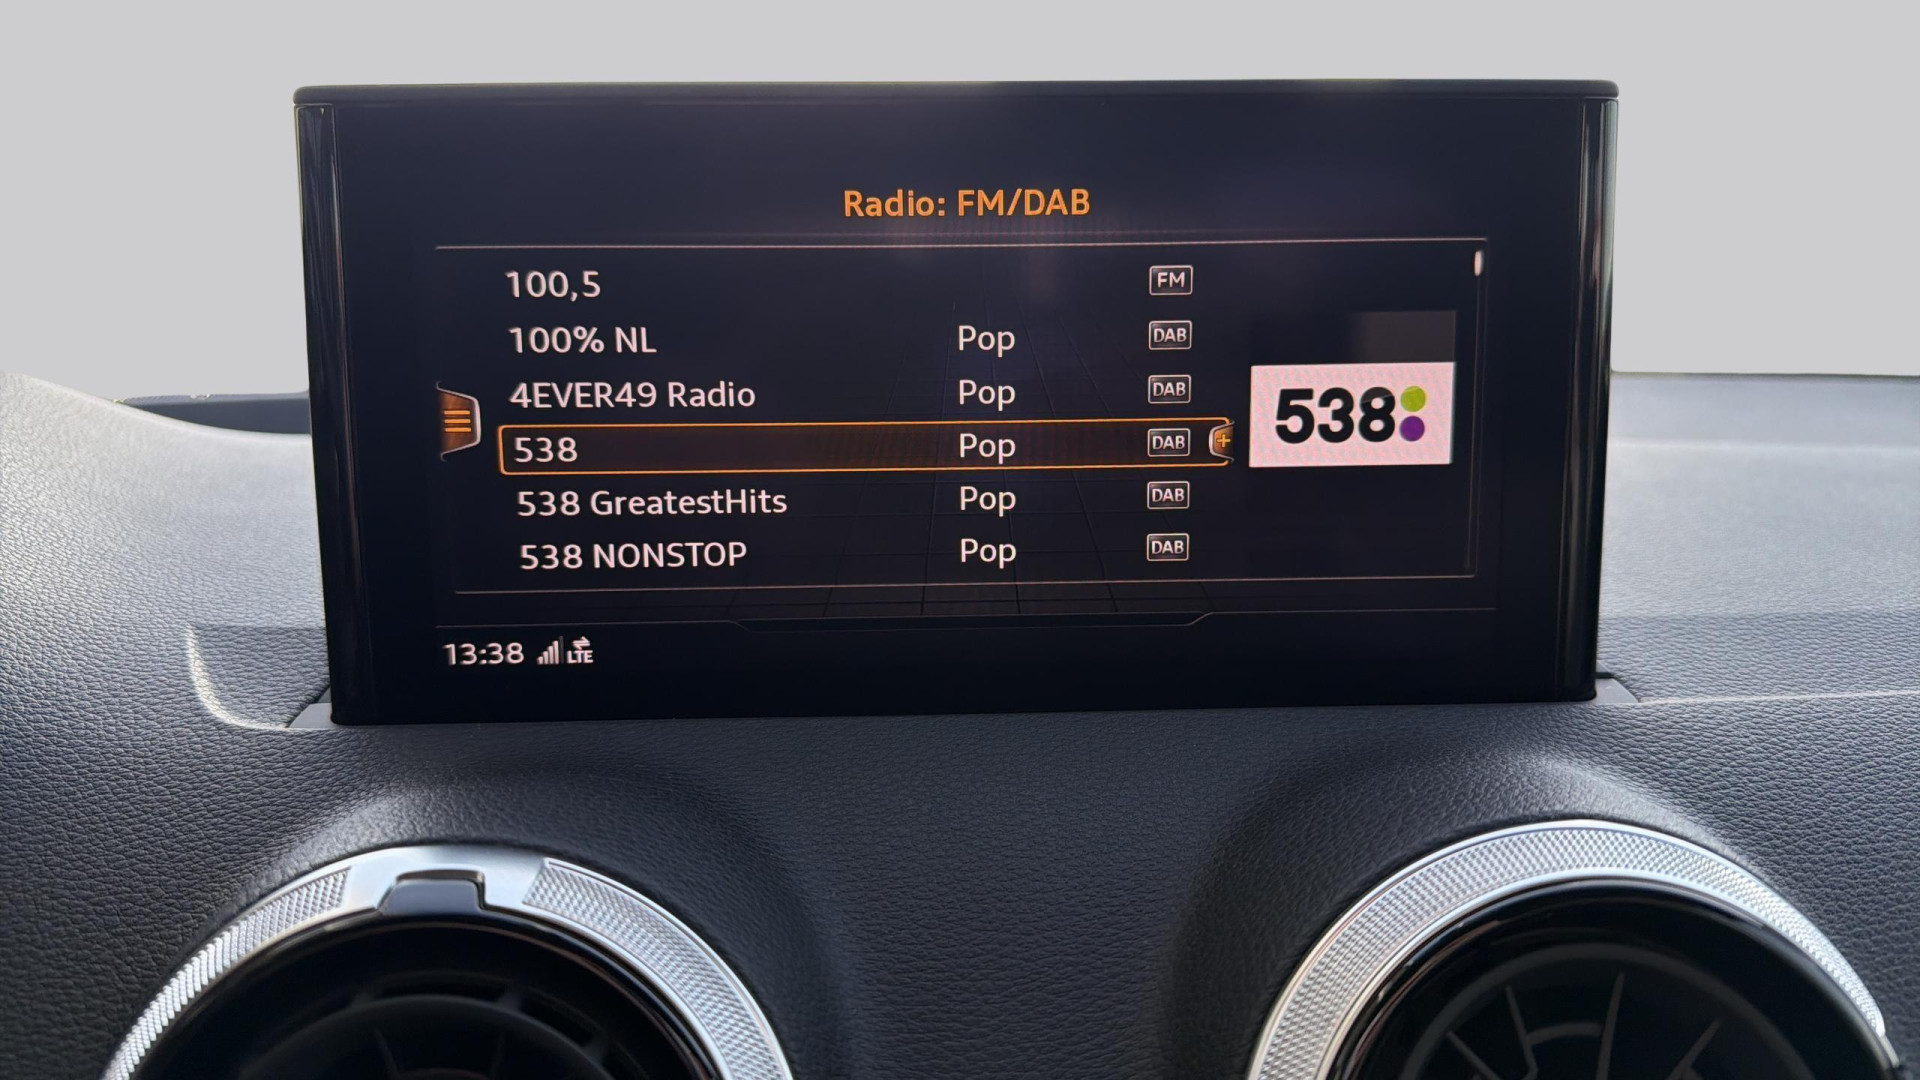 Radio: FM/DAB
100,5 FM
100% NL Pop DAB
4EVER49 Radio Pop DAB
538 Pop DAB
538
538 GreatestHits Pop DAB
538 NONSTOP Pop DAB
13:38 LTE